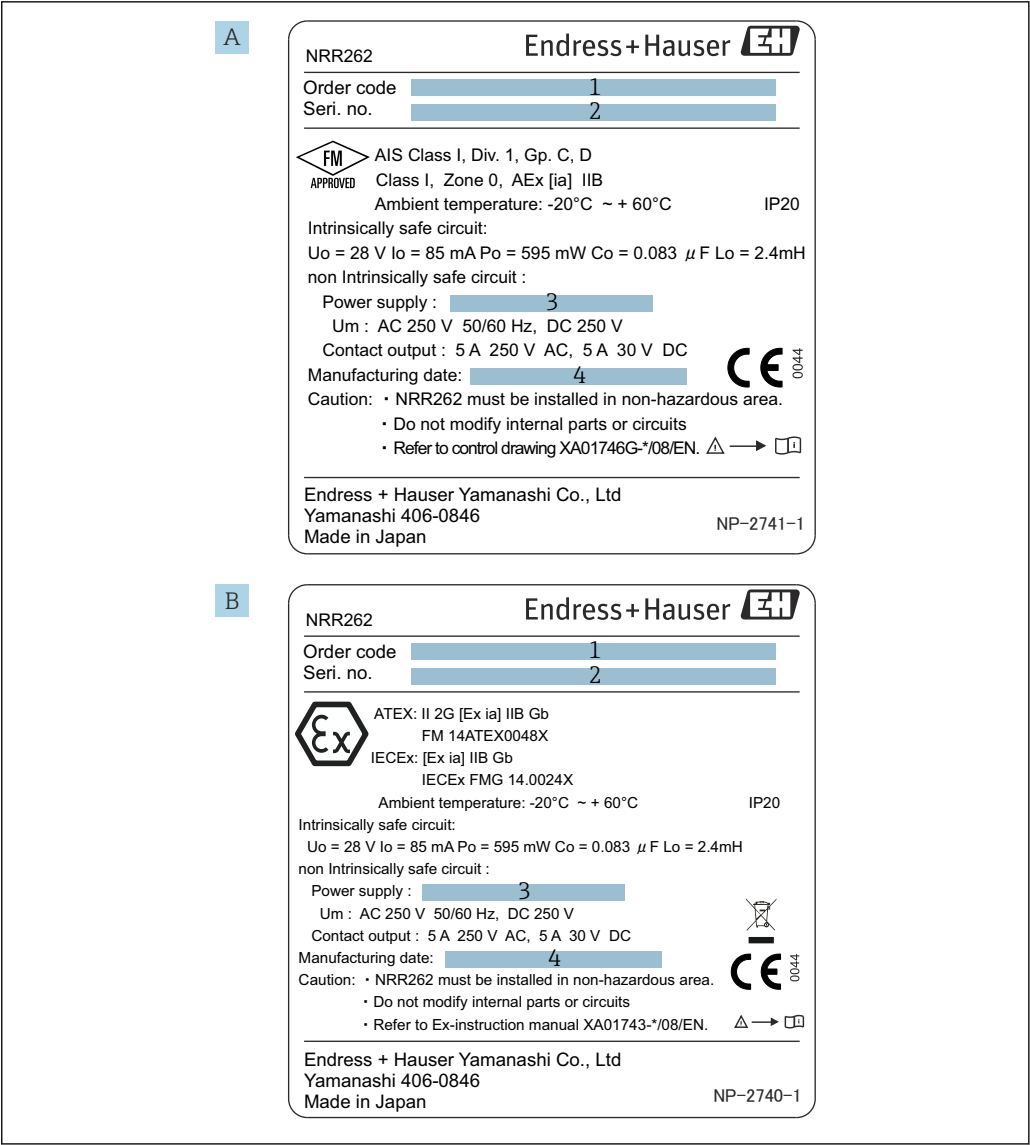 A
NRR262
Endress+Hauser EH
Order code 1
Seri. no. 2
FM
APPROVED
AIS Class I, Div. 1, Gp. C, D
Class I, Zone 0, AEx [ia] IIB
Ambient temperature: -20°C ~ + 60°C IP20
Intrinsically safe circuit:
Uo = 28 V Io = 85 mA Po = 595 mW Co = 0.083 μ F Lo = 2.4mH
non Intrinsically safe circuit :
Power supply : 3
Um : AC 250 V 50/60 Hz, DC 250 V
Contact output : 5 A 250 V AC, 5 A 30 V DC
Manufacturing date: 4
CE 0044
Caution: ・NRR262 must be installed in non-hazardous area.
・Do not modify internal parts or circuits
・Refer to control drawing XA01746G-*/08/EN. ⚠ → i
Endress + Hauser Yamanashi Co., Ltd
Yamanashi 406-0846
Made in Japan
NP-2741-1
B
NRR262
Endress+Hauser EH
Order code 1
Seri. no. 2
Ex
ATEX: II 2G [Ex ia] IIB Gb
FM 14ATEX0048X
IECEx: [Ex ia] IIB Gb
IECEx FMG 14.0024X
Ambient temperature: -20°C ~ + 60°C IP20
Intrinsically safe circuit:
Uo = 28 V Io = 85 mA Po = 595 mW Co = 0.083 μ F Lo = 2.4mH
non Intrinsically safe circuit :
Power supply : 3
Um : AC 250 V 50/60 Hz, DC 250 V
Contact output : 5 A 250 V AC, 5 A 30 V DC
Manufacturing date: 4
CE 0044
Caution: ・NRR262 must be installed in non-hazardous area.
・Do not modify internal parts or circuits
・Refer to Ex-instruction manual XA01743-*/08/EN. ⚠ → i
Endress + Hauser Yamanashi Co., Ltd
Yamanashi 406-0846
Made in Japan
NP-2740-1